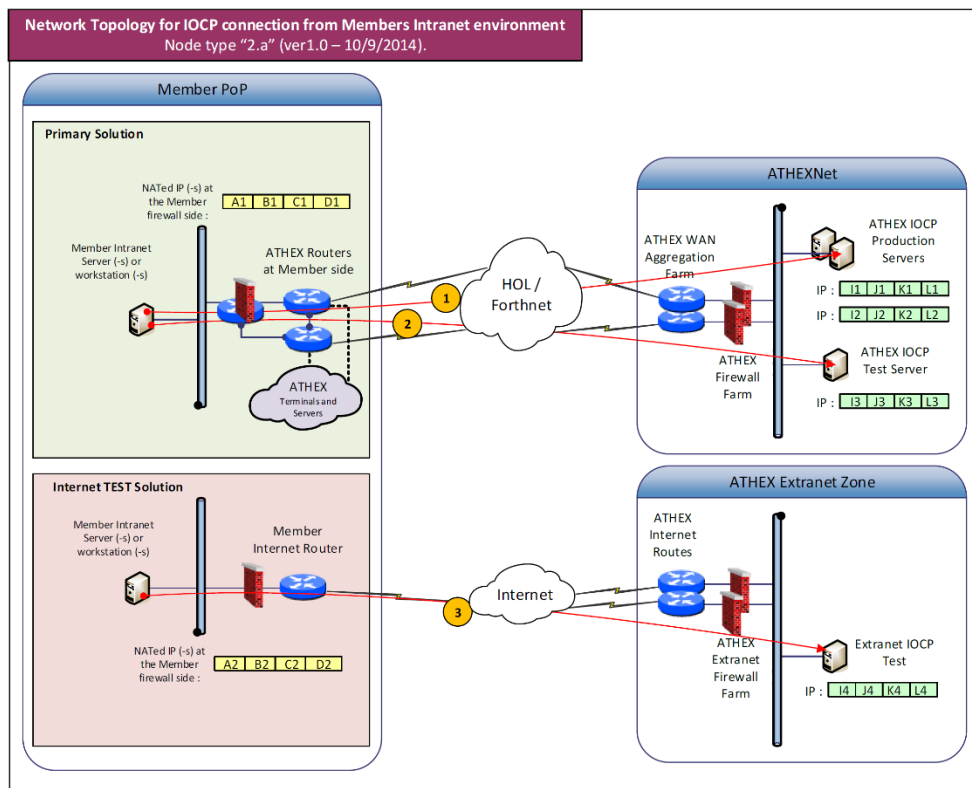 Network Topology for IOCP connection from Members Intranet environment
Node type “2.a” (ver1.0 – 10/9/2014).
Member PoP
Primary Solution
NATed IP (-s) at
the Member
firewall side :
A1 B1 C1 D1
Member Intranet
Server (-s) or
workstation (-s)
ATHEX Routers
at Member side
ATHEX
Terminals and
Servers
1
2
HOL /
Forthnet
ATHEXNet
ATHEX WAN
Aggregation
Farm
ATHEX
Firewall
Farm
ATHEX IOCP
Production
Servers
IP : I1 J1 K1 L1
I2 J2 K2 L2
ATHEX IOCP
Test Server
IP : I3 J3 K3 L3
Internet TEST Solution
Member Intranet
Server (-s) or
workstation (-s)
Member
Internet Router
NATed IP (-s) at
the Member
firewall side :
A2 B2 C2 D2
3
Internet
ATHEX Extranet Zone
ATHEX
Internet
Routes
ATHEX
Extranet
Firewall
Farm
Extranet IOCP
Test
IP : I4 J4 K4 L4